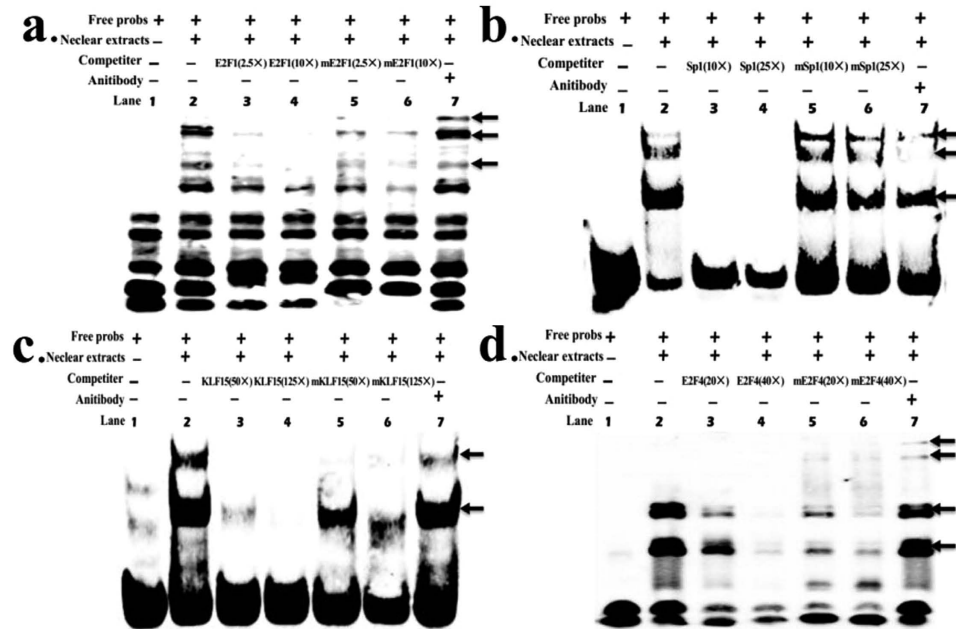 a.
Free probs + + + + + + +
Neclear extracts – + + + + + +
Competiter – – E2F1(2.5×) E2F1(10×) mE2F1(2.5×) mE2F1(10×) –
Anitibody – – – – – – +
Lane 1 2 3 4 5 6 7
b.
Free probs + + + + + + +
Neclear extracts – + + + + + +
Competiter – – Sp1(10×) Sp1(25×) mSp1(10×) mSp1(25×) –
Anitibody – – – – – – +
Lane 1 2 3 4 5 6 7
c.
Free probs + + + + + + +
Neclear extracts – + + + + + +
Competiter – – KLF15(50×) KLF15(125×) mKLF15(50×) mKLF15(125×) –
Anitibody – – – – – – +
Lane 1 2 3 4 5 6 7
d.
Free probs + + + + + + +
Neclear extracts – + + + + + +
Competiter – – E2F4(20×) E2F4(40×) mE2F4(20×) mE2F4(40×) –
Anitibody – – – – – – +
Lane 1 2 3 4 5 6 7